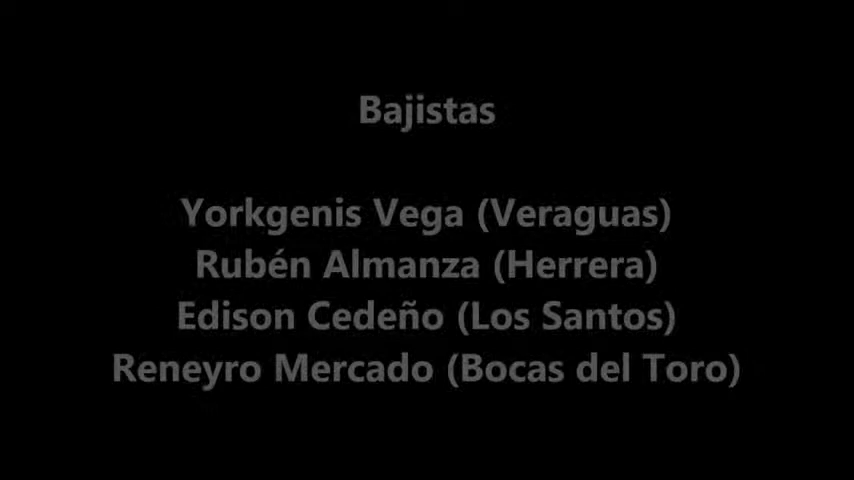 Bajistas
Yorkgenis Vega (Veraguas)
Rubén Almanza (Herrera)
Edison Cedeño (Los Santos)
Reneyro Mercado (Bocas del Toro)